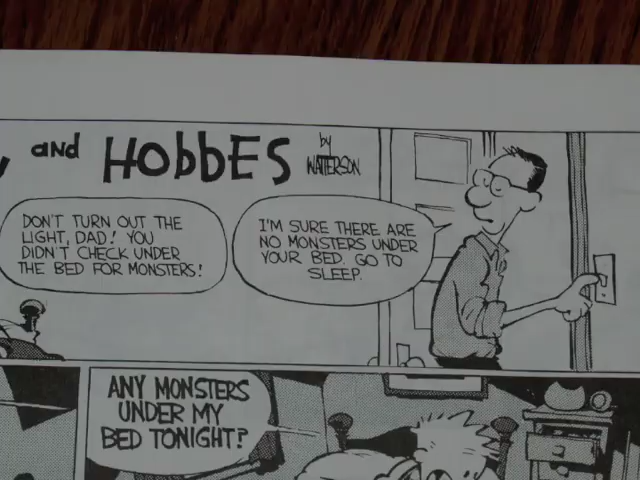 and HOBBES
by
WATTERSON
DON'T TURN OUT THE
LIGHT, DAD! YOU
DIDN'T CHECK UNDER
THE BED FOR MONSTERS!
I'M SURE THERE ARE
NO MONSTERS UNDER
YOUR BED. GO TO
SLEEP.
ANY MONSTERS
UNDER MY
BED TONIGHT?